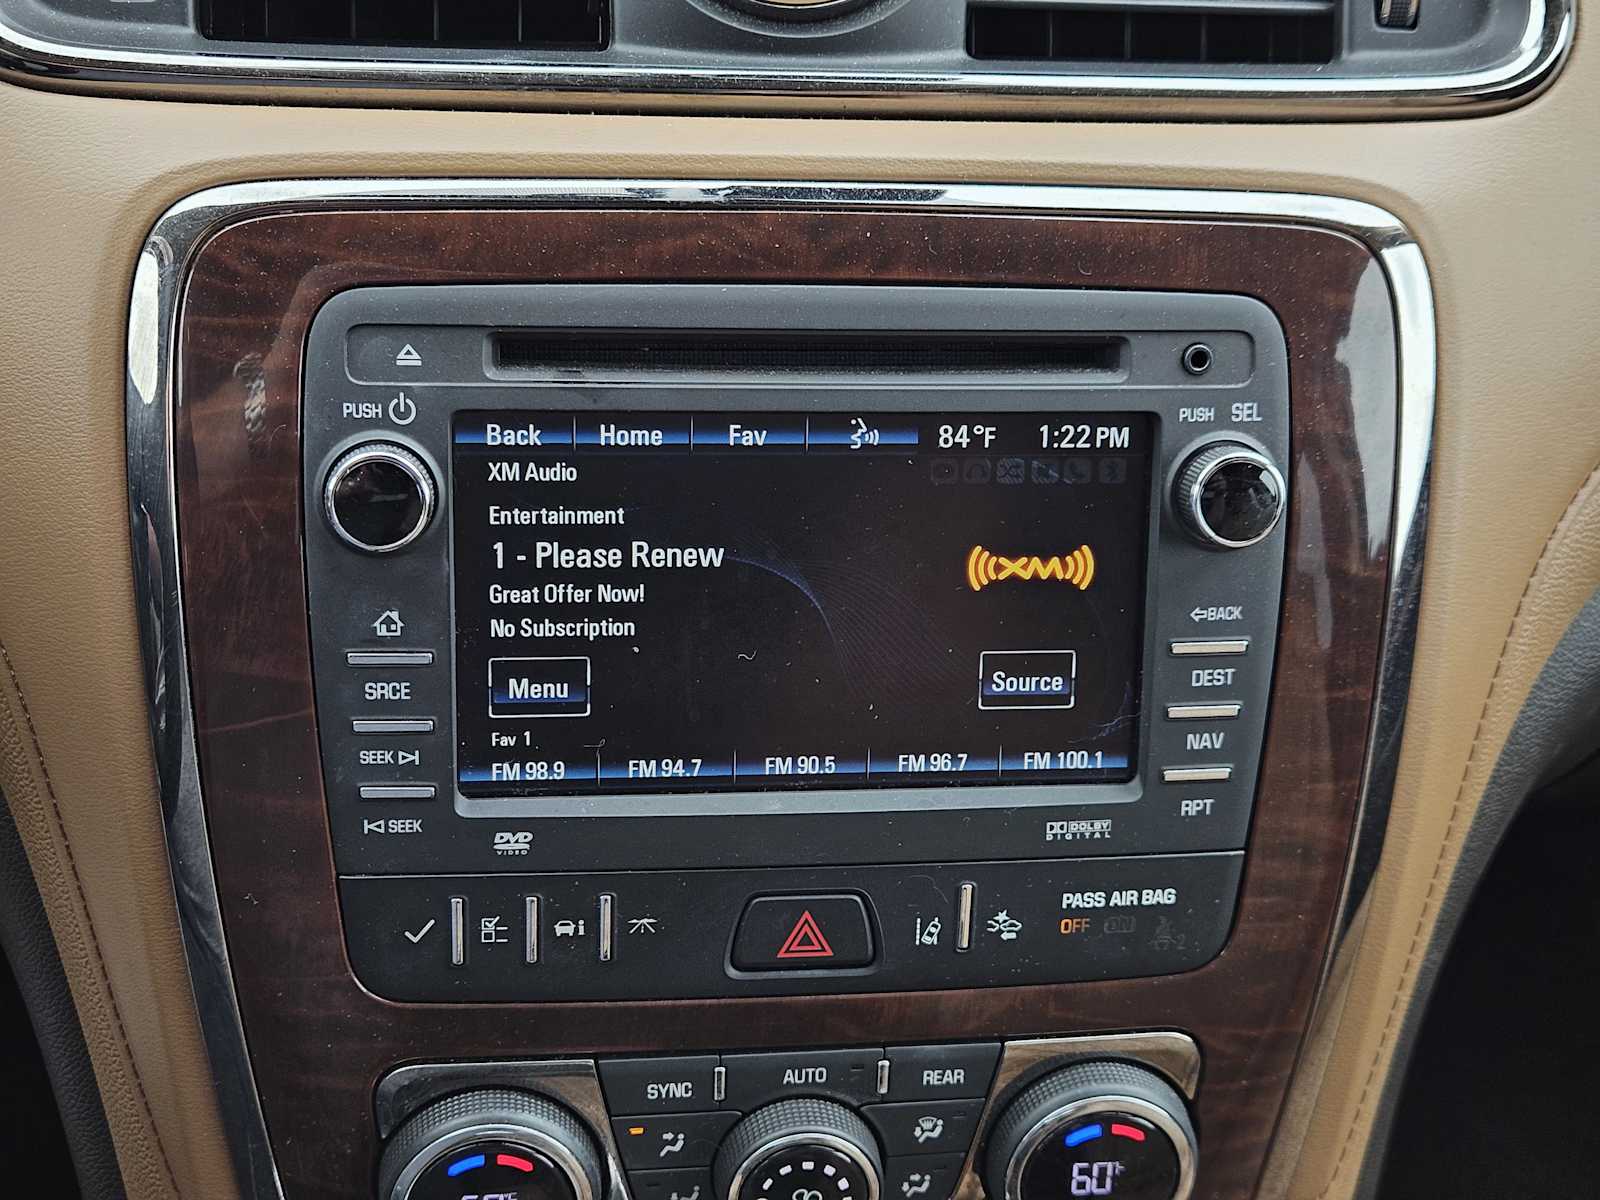 PUSH
PUSH SEL
Back Home Fav 84°F 1:22 PM
XM Audio
Entertainment
1 - Please Renew
Great Offer Now!
No Subscription
XM
Menu
Source
Fav 1
FM 98.9 FM 94.7 FM 90.5 FM 96.7 FM 100.1
SRCE
SEEK
SEEK
BACK
DEST
NAV
RPT
DVD
VIDEO
DOLBY
DIGITAL
PASS AIR BAG
OFF ON
2
SYNC AUTO REAR
60°F